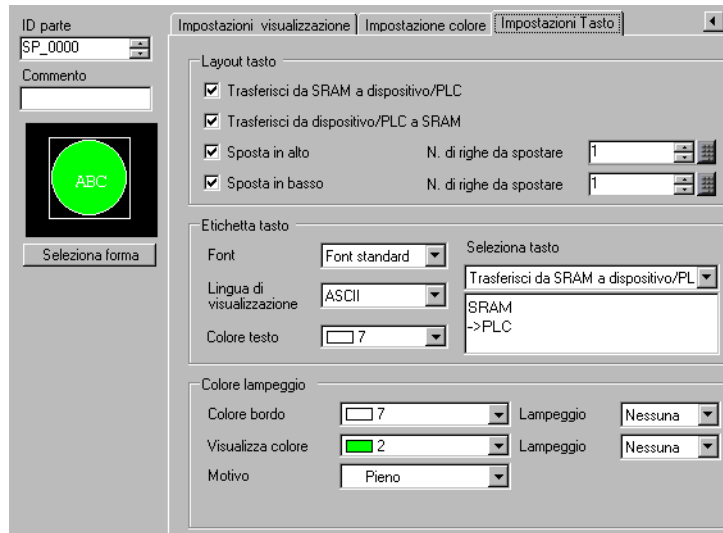 ID parte
SP_0000
Commento
ABC
Seleziona forma
Impostazioni visualizzazione
Impostazione colore
Impostazioni Tasto
Layout tasto
Trasferisci da SRAM a dispositivo/PLC
Trasferisci da dispositivo/PLC a SRAM
Sposta in alto
N. di righe da spostare
1
Sposta in basso
N. di righe da spostare
1
Etichetta tasto
Font
Font standard
Lingua di
visualizzazione
ASCII
Colore testo
7
Seleziona tasto
Trasferisci da SRAM a dispositivo/PL
SRAM
->PLC
Colore lampeggio
Colore bordo
7
Lampeggio
Nessuna
Visualizza colore
2
Lampeggio
Nessuna
Motivo
Pieno